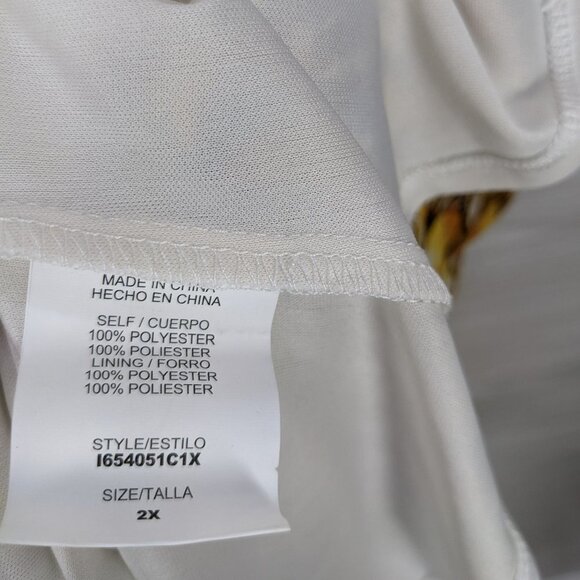 MADE IN CHINA
HECHO EN CHINA
SELF / CUERPO
100% POLYESTER
100% POLIESTER
LINING / FORRO
100% POLYESTER
100% POLIESTER
STYLE/ESTILO
I654051C1X
SIZE/TALLA
2X